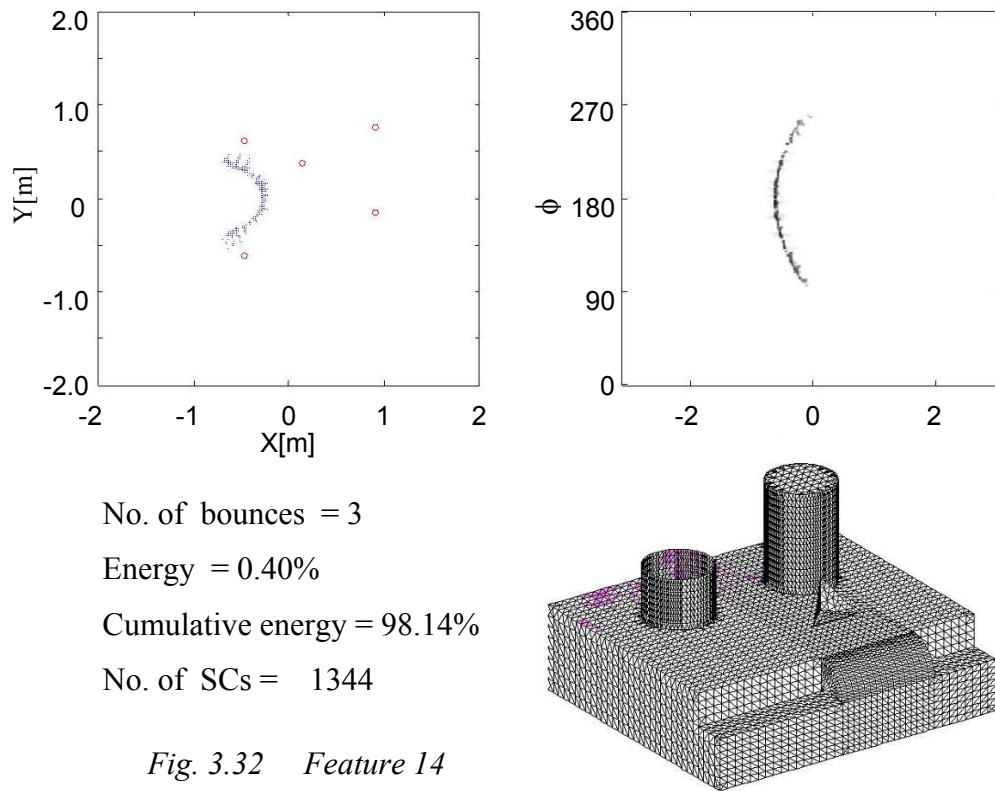 2.0
1.0
0
-1.0
-2.0
Y[m]
-2 -1 0 1 2
X[m]
360
270
180
90
0
ϕ
-2 0 2
No. of bounces = 3
Energy = 0.40%
Cumulative energy = 98.14%
No. of SCs = 1344
Fig. 3.32 Feature 14